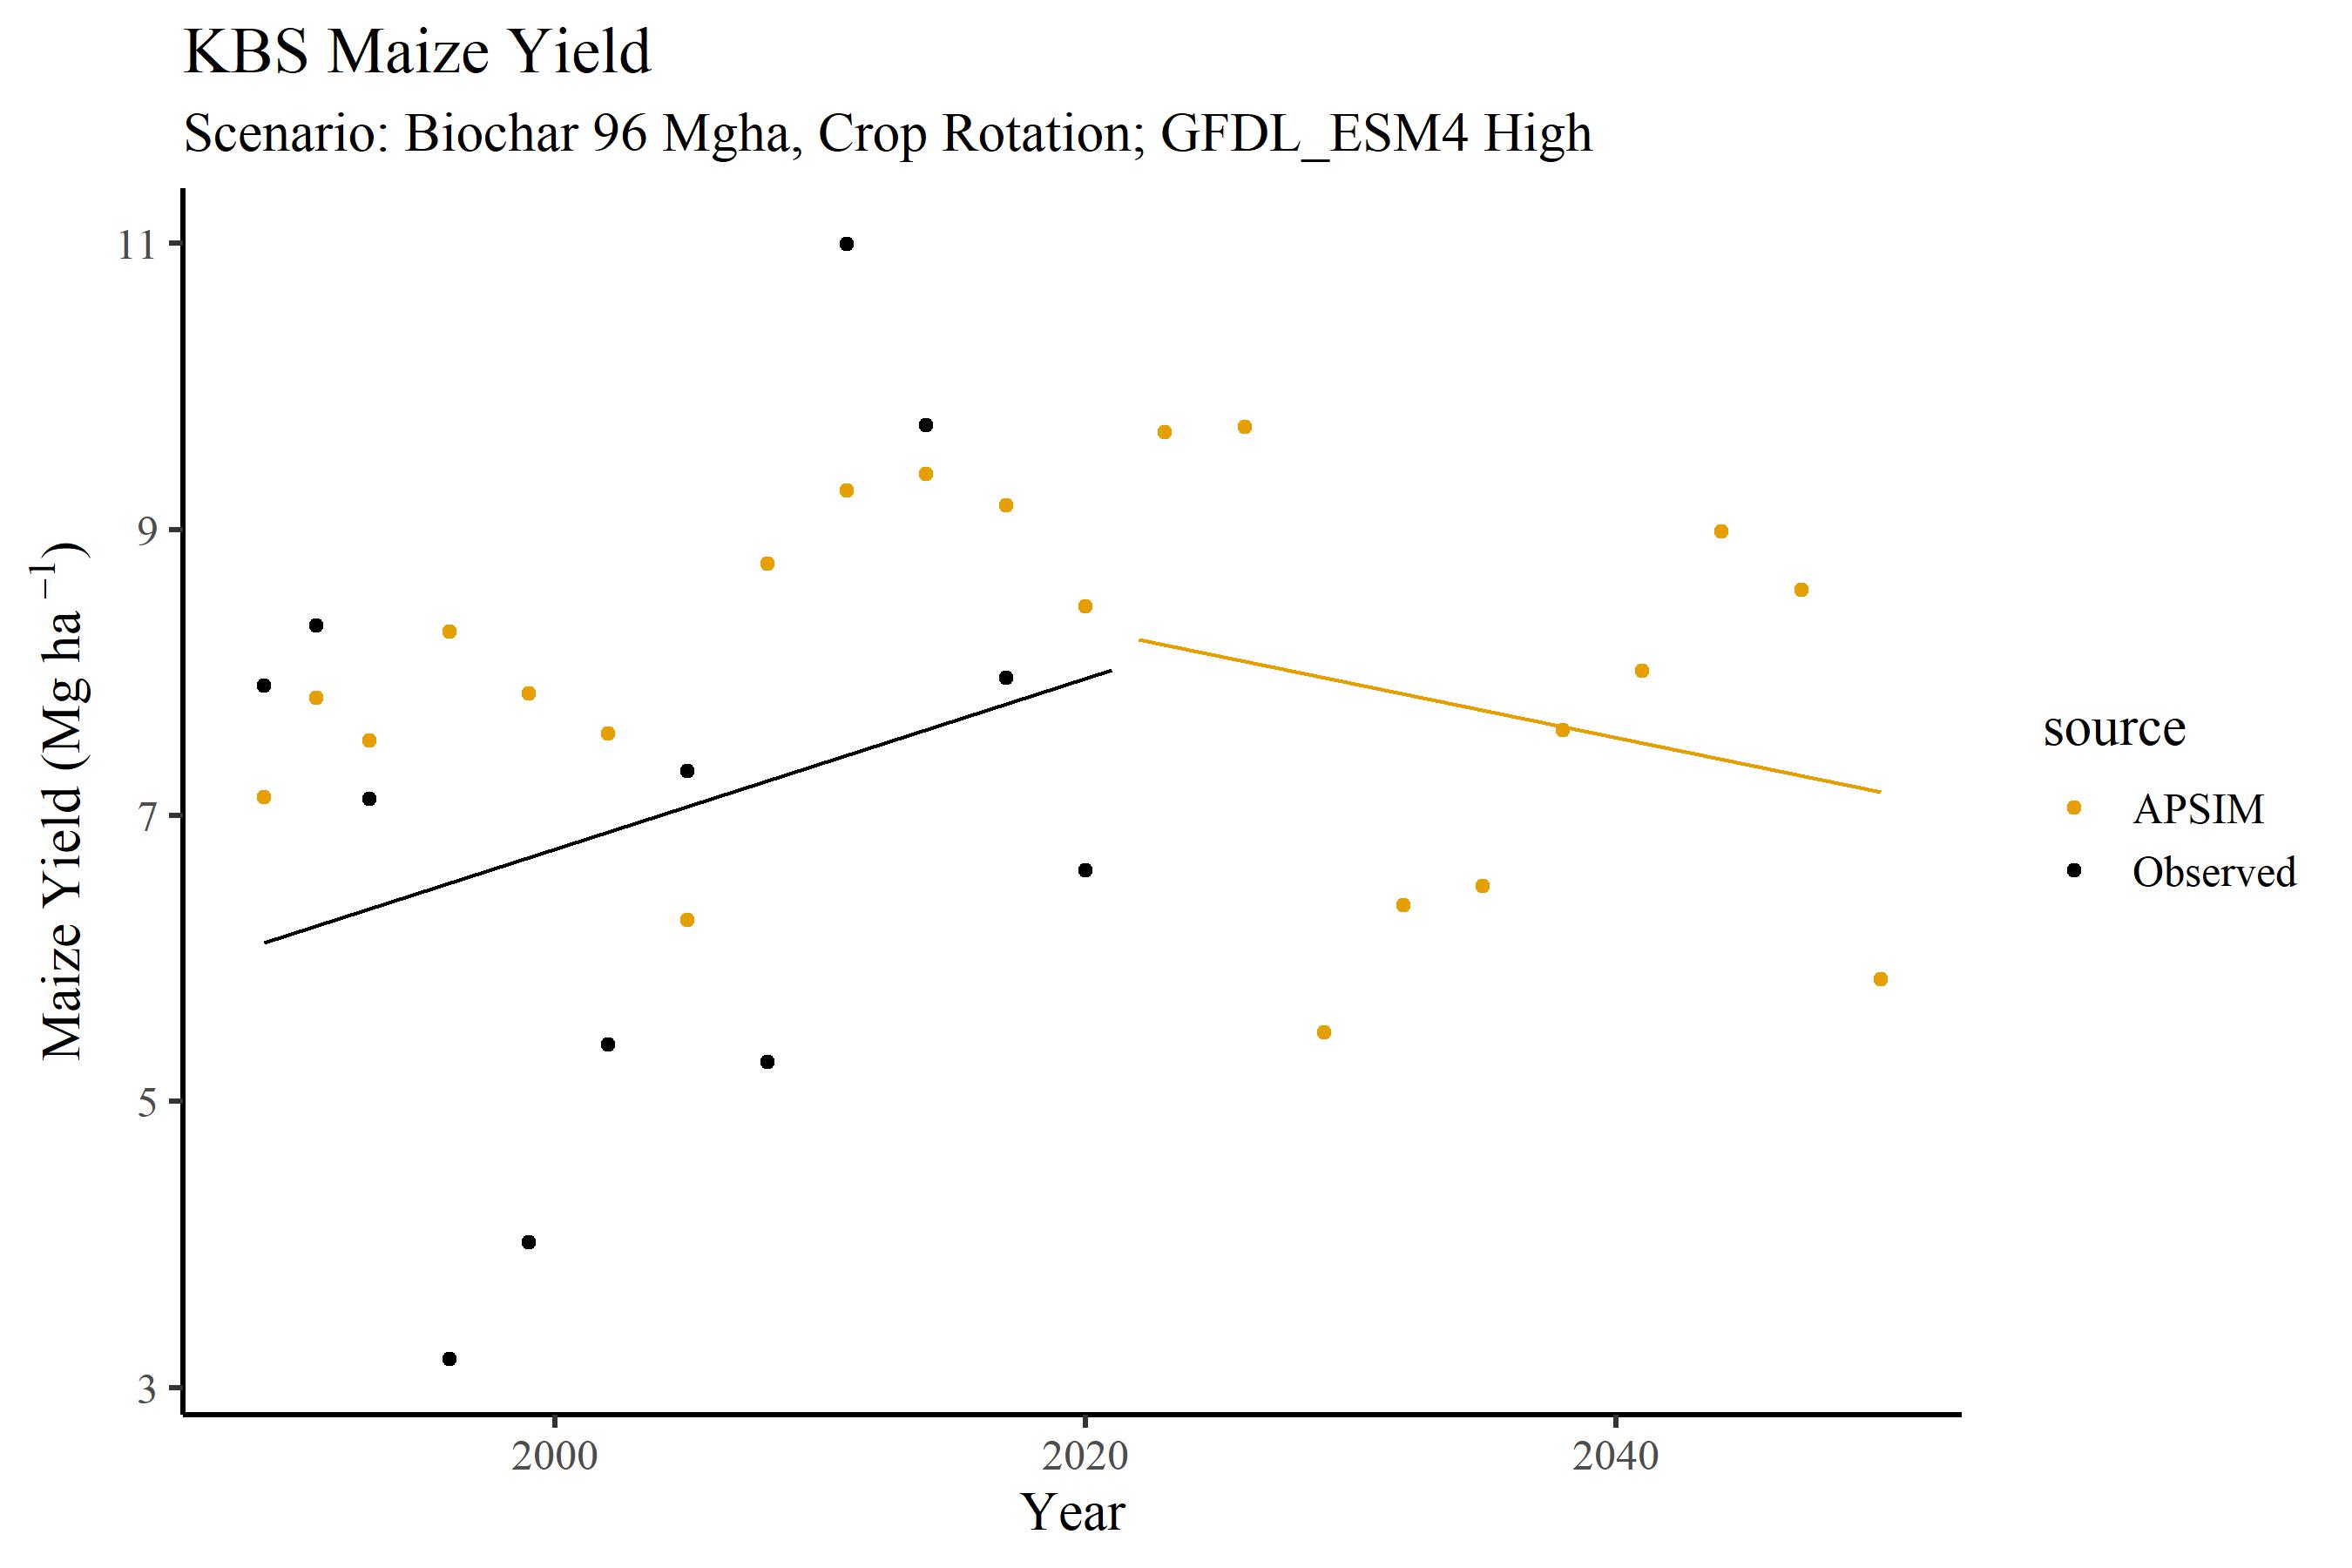 KBS Maize Yield
Scenario: Biochar 96 Mgha, Crop Rotation; GFDL_ESM4 High
Maize Yield (Mg ha⁻¹)
11
9
7
5
3
2000
2020
2040
Year
source
APSIM
Observed